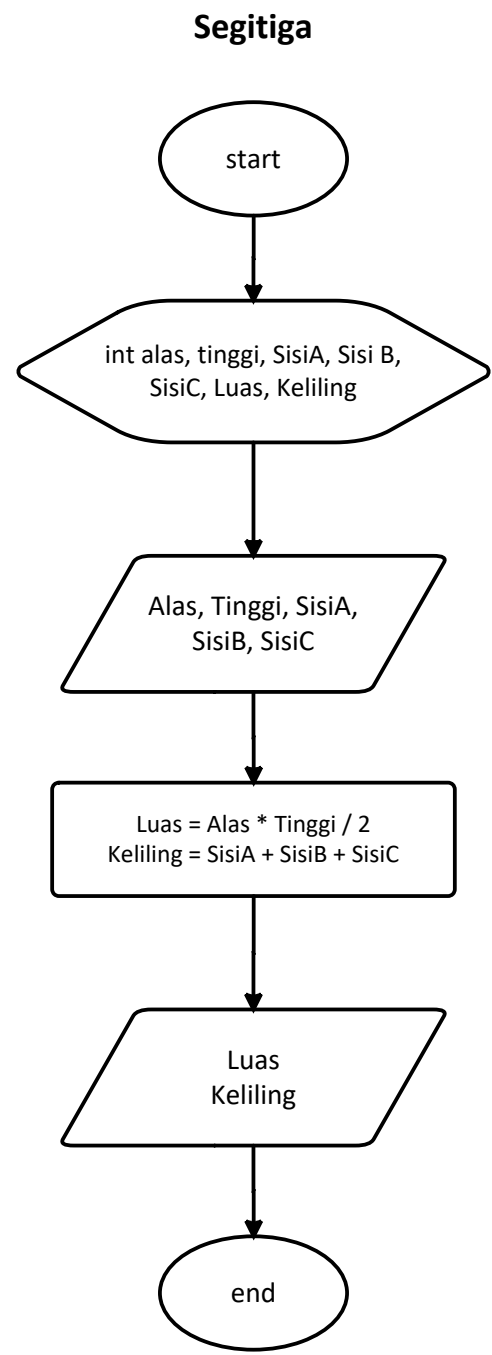 Segitiga
start
int alas, tinggi, SisiA, Sisi B,
SisiC, Luas, Keliling
Alas, Tinggi, SisiA,
SisiB, SisiC
Luas = Alas * Tinggi / 2
Keliling = SisiA + SisiB + SisiC
Luas
Keliling
end